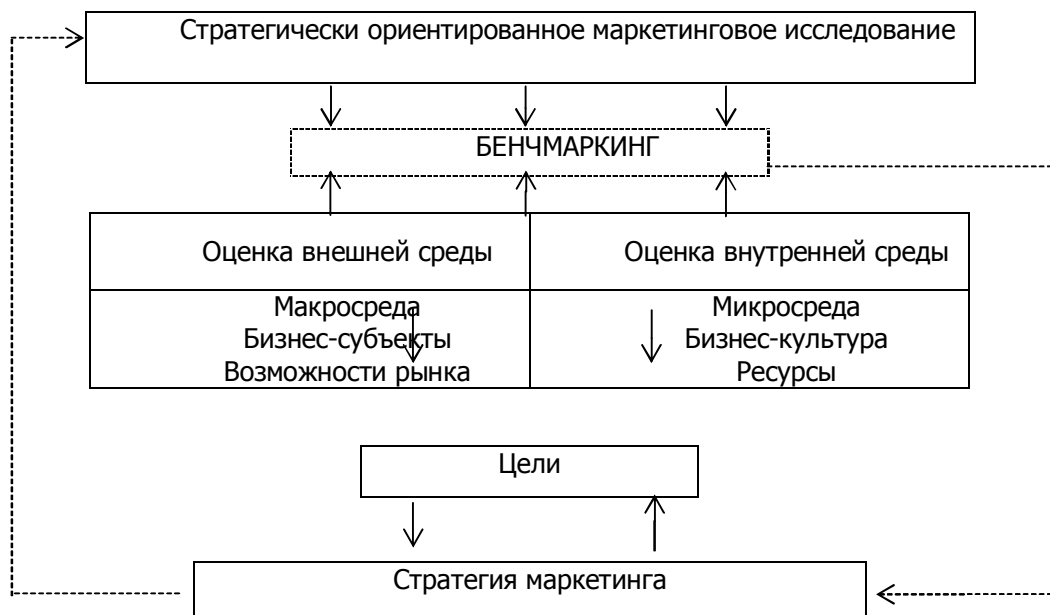 Стратегически ориентированное маркетинговое исследование
БЕНЧМАРКИНГ
Оценка внешней среды
Оценка внутренней среды
Макросреда
Бизнес-субъекты
Возможности рынка
Микросреда
Бизнес-культура
Ресурсы
Цели
Стратегия маркетинга